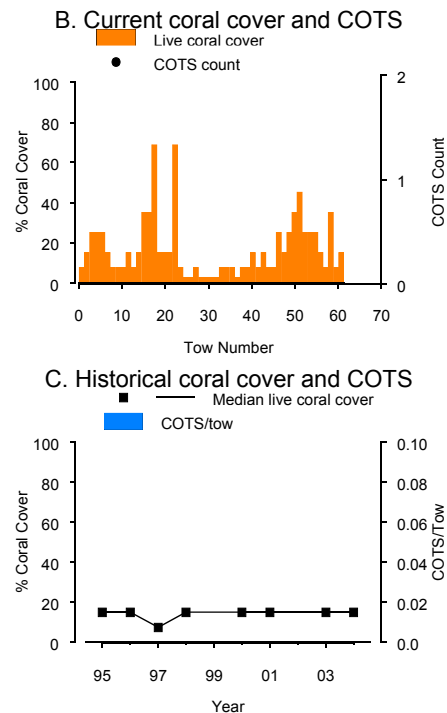 B. Current coral cover and COTS
Live coral cover
COTS count
100
80
60
40
20
0
% Coral Cover
2
1
0
COTS Count
0 10 20 30 40 50 60 70
Tow Number
C. Historical coral cover and COTS
Median live coral cover
COTS/tow
100
80
60
40
20
0
% Coral Cover
0.10
0.08
0.06
0.04
0.02
0.0
COTS/Tow
95 97 99 01 03
Year